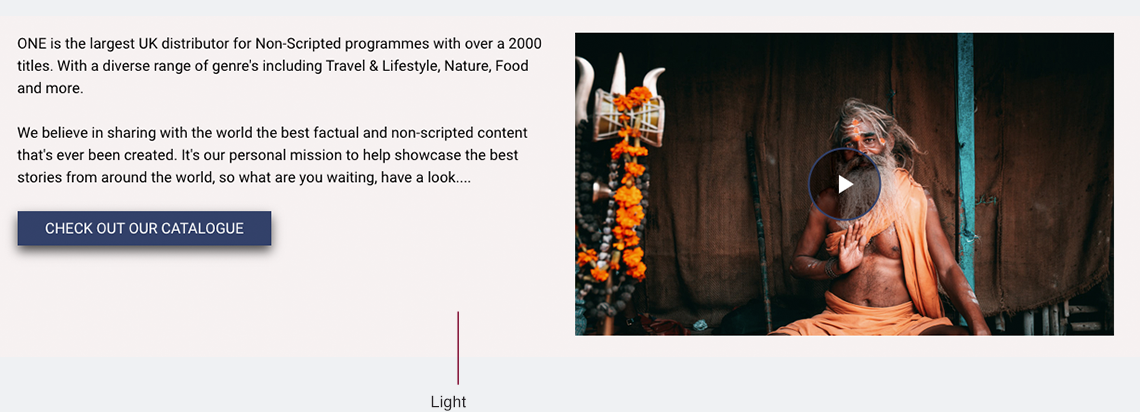 ONE is the largest UK distributor for Non-Scripted programmes with over a 2000
titles. With a diverse range of genre's including Travel & Lifestyle, Nature, Food
and more.
We believe in sharing with the world the best factual and non-scripted content
that's ever been created. It's our personal mission to help showcase the best
stories from around the world, so what are you waiting, have a look....
CHECK OUT OUR CATALOGUE
Light